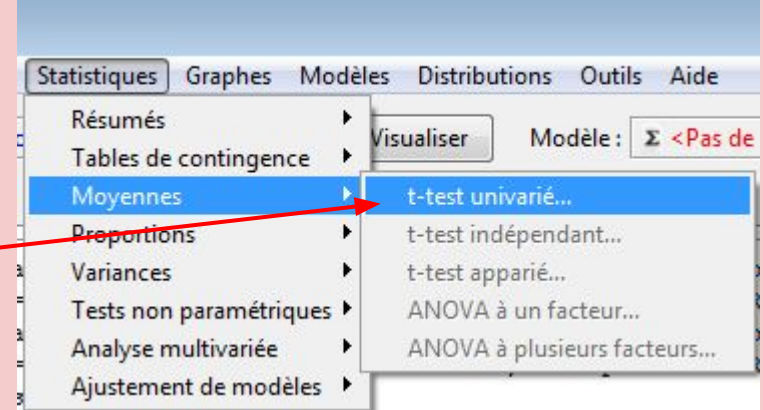 Statistiques Graphes Modèles Distributions Outils Aide
Visualiser Modèle : Σ <Pas de
Résumés
Tables de contingence
Moyennes
Proportions
Variances
Tests non paramétriques
Analyse multivariée
Ajustement de modèles
t-test univarié...
t-test indépendant...
t-test apparié...
ANOVA à un facteur...
ANOVA à plusieurs facteurs...